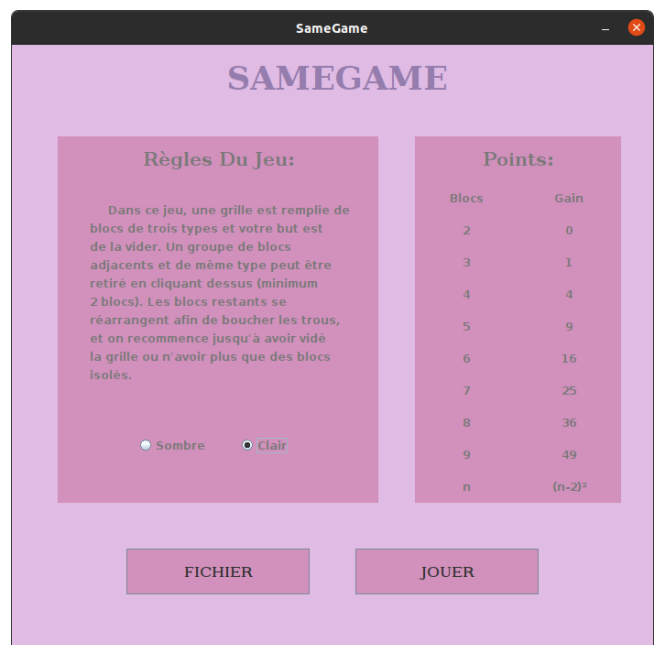 SameGame
SAMEGAME
Règles Du Jeu:
Dans ce jeu, une grille est remplie de
blocs de trois types et votre but est
de la vider. Un groupe de blocs
adjacents et de même type peut être
retiré en cliquant dessus (minimum
2 blocs). Les blocs restants se
réarrangent afin de boucher les trous,
et on recommence jusqu'à avoir vidé
la grille ou n'avoir plus que des blocs
isolés.
Sombre Clair
Points:
Blocs Gain
2 0
3 1
4 4
5 9
6 16
7 25
8 36
9 49
n (n-2)²
FICHIER JOUER